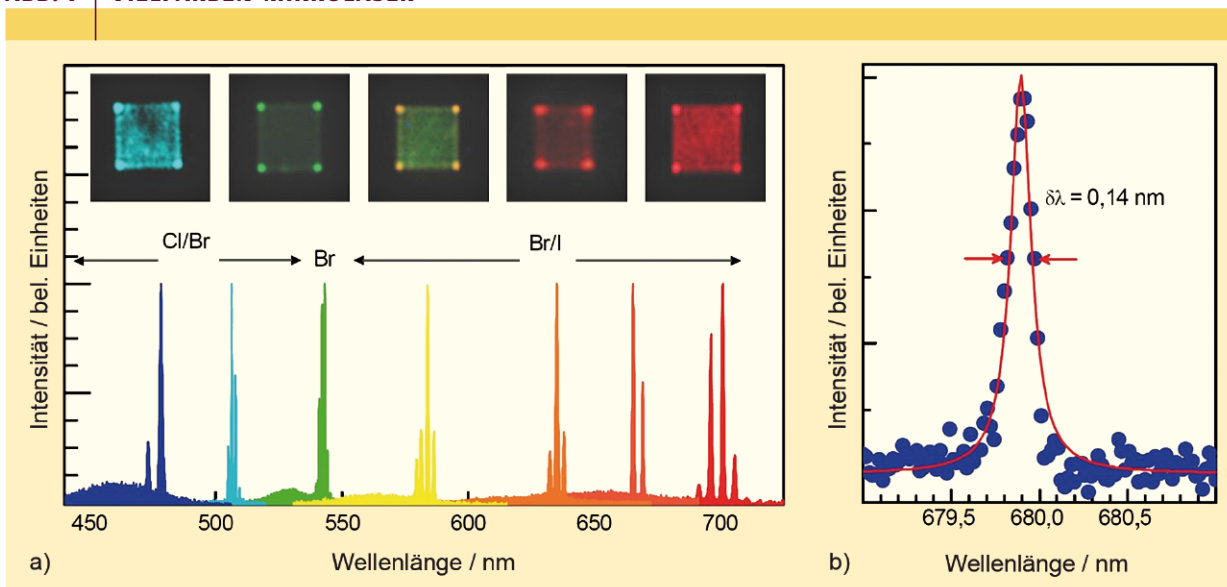 Intensität / bel. Einheiten
Cl/Br
Br
Br/I
450 500 550 600 650 700
a)
Wellenlänge / nm
Intensität / bel. Einheiten
δλ = 0,14 nm
679,5 680,0 680,5
b)
Wellenlänge / nm